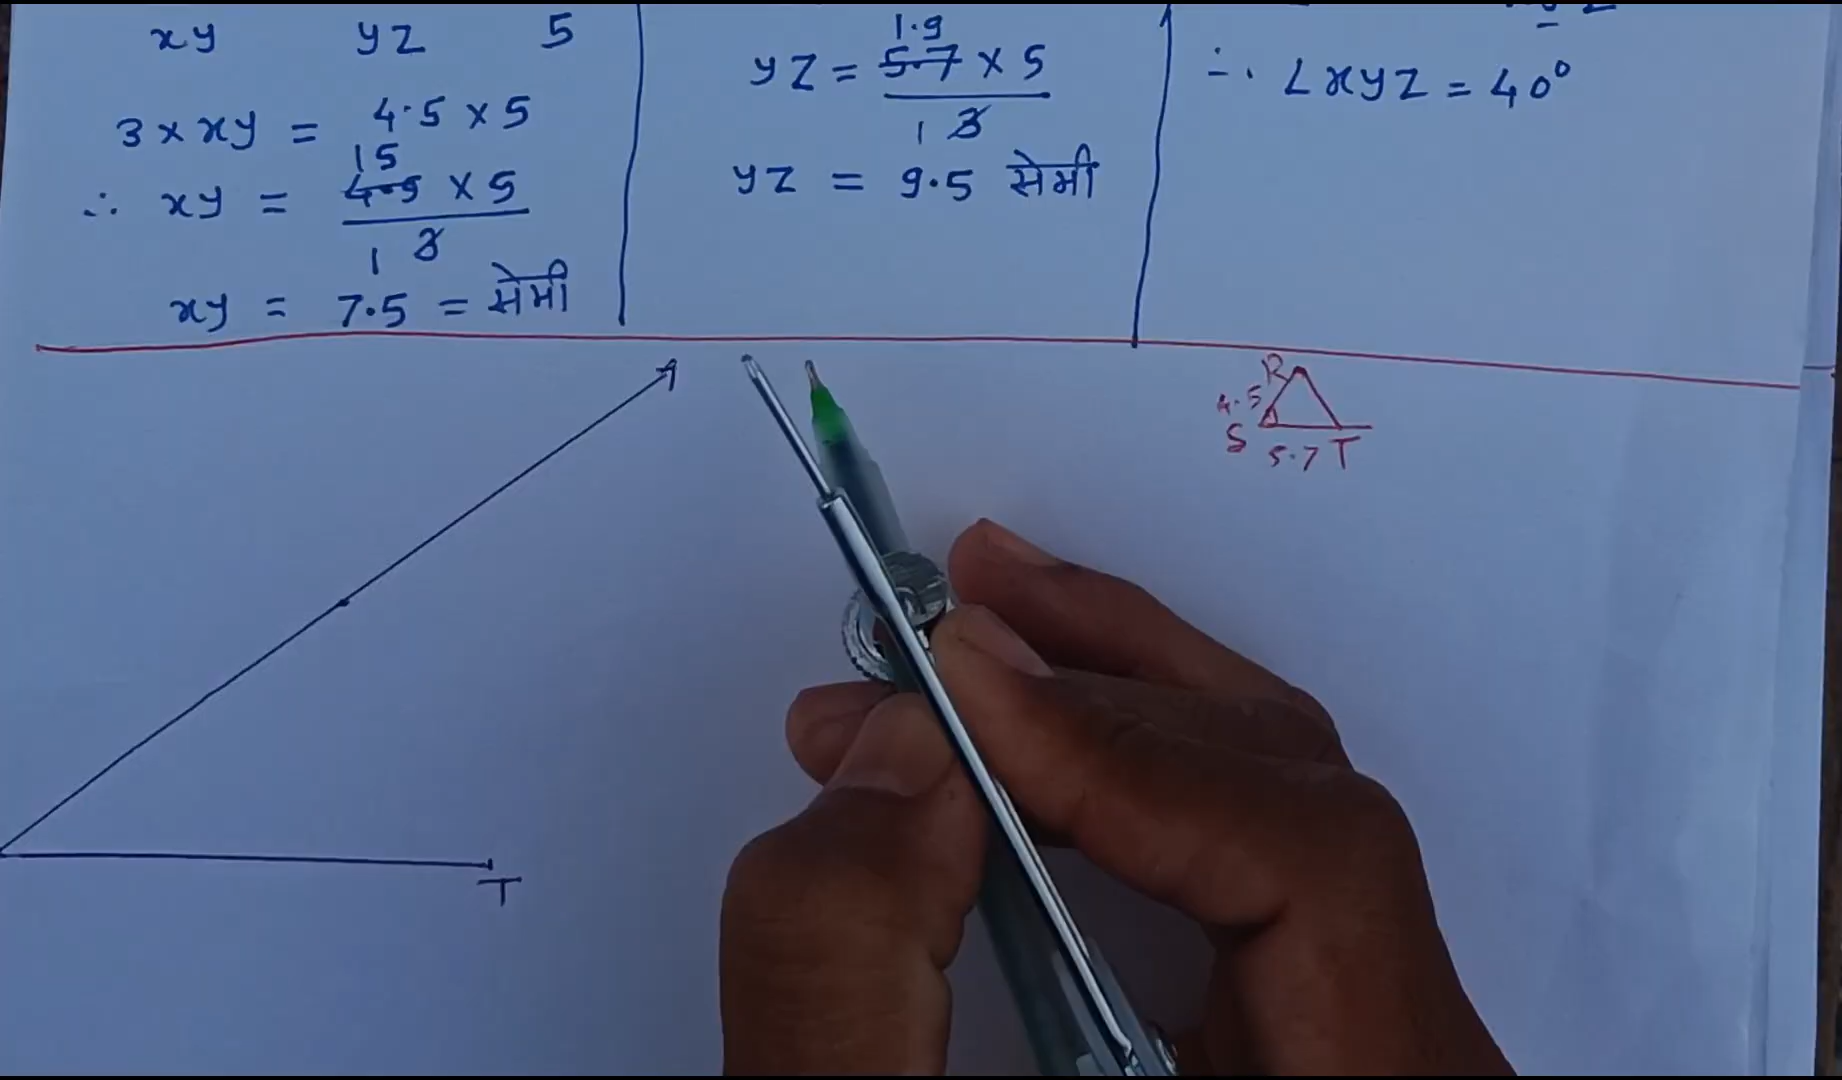 xy yz 5
3 × xy = 4.5 × 5
15
∴ xy = 4.5 × 5
1 3
xy = 7.5 = सेमी
1.9
yz = 5.7 × 5
1 3
yz = 9.5 सेमी
∴ ∠xyz = 40°
R
4.5
S 5.7 T
T